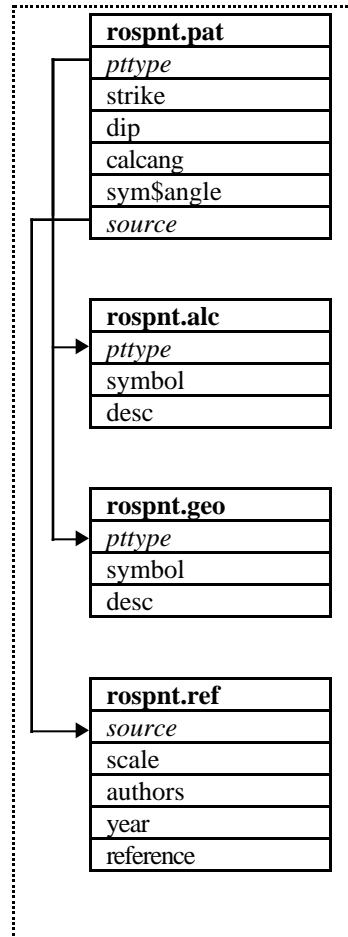 rospnt.pat
pttype
strike
dip
calcang
sym$angle
source
rospnt.alc
pttype
symbol
desc
rospnt.geo
pttype
symbol
desc
rospnt.ref
source
scale
authors
year
reference